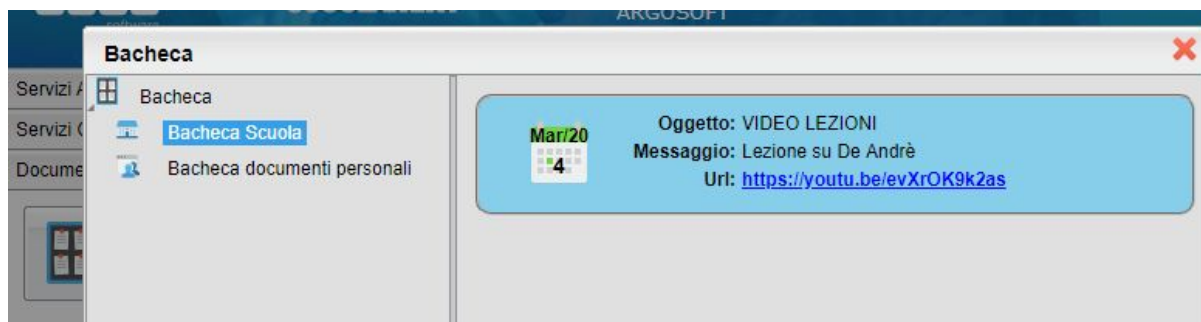 software
ARGOSOFT
Bacheca
Servizi
Bacheca
Servizi
Bacheca Scuola
Docume
Bacheca documenti personali
Mar/20
4
Oggetto: VIDEO LEZIONI
Messaggio: Lezione su De Andrè
Url: https://youtu.be/evXrOK9k2as